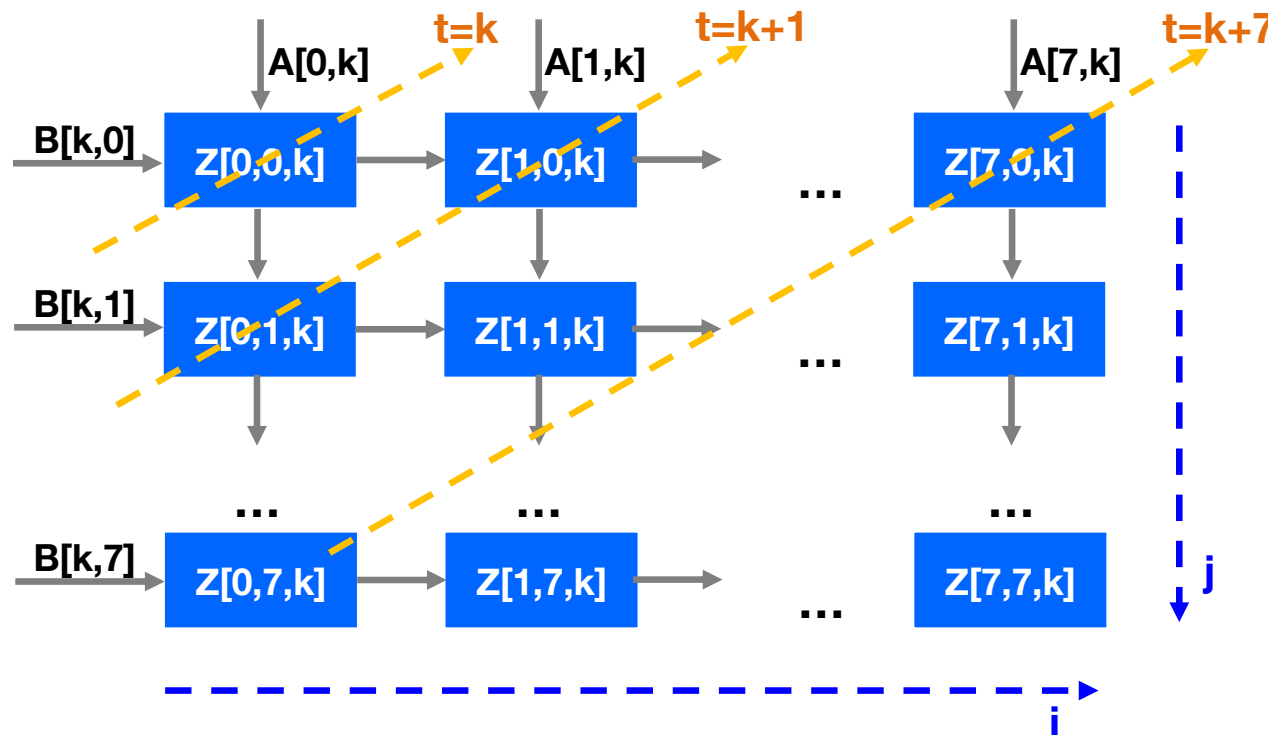 t=k
t=k+1
t=k+7
A[0,k]
A[1,k]
A[7,k]
B[k,0]
Z[0,0,k]
Z[1,0,k]
...
Z[7,0,k]
B[k,1]
Z[0,1,k]
Z[1,1,k]
...
Z[7,1,k]
...
...
...
B[k,7]
Z[0,7,k]
Z[1,7,k]
...
Z[7,7,k]
j
i